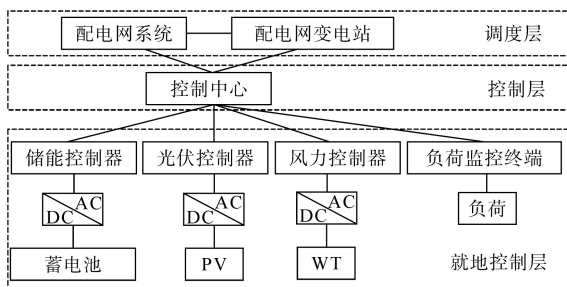 配电网系统 配电网变电站 调度层
控制中心 控制层
储能控制器 光伏控制器 风力控制器 负荷监控终端
DC AC DC AC DC AC 负荷
蓄电池 PV WT 就地控制层